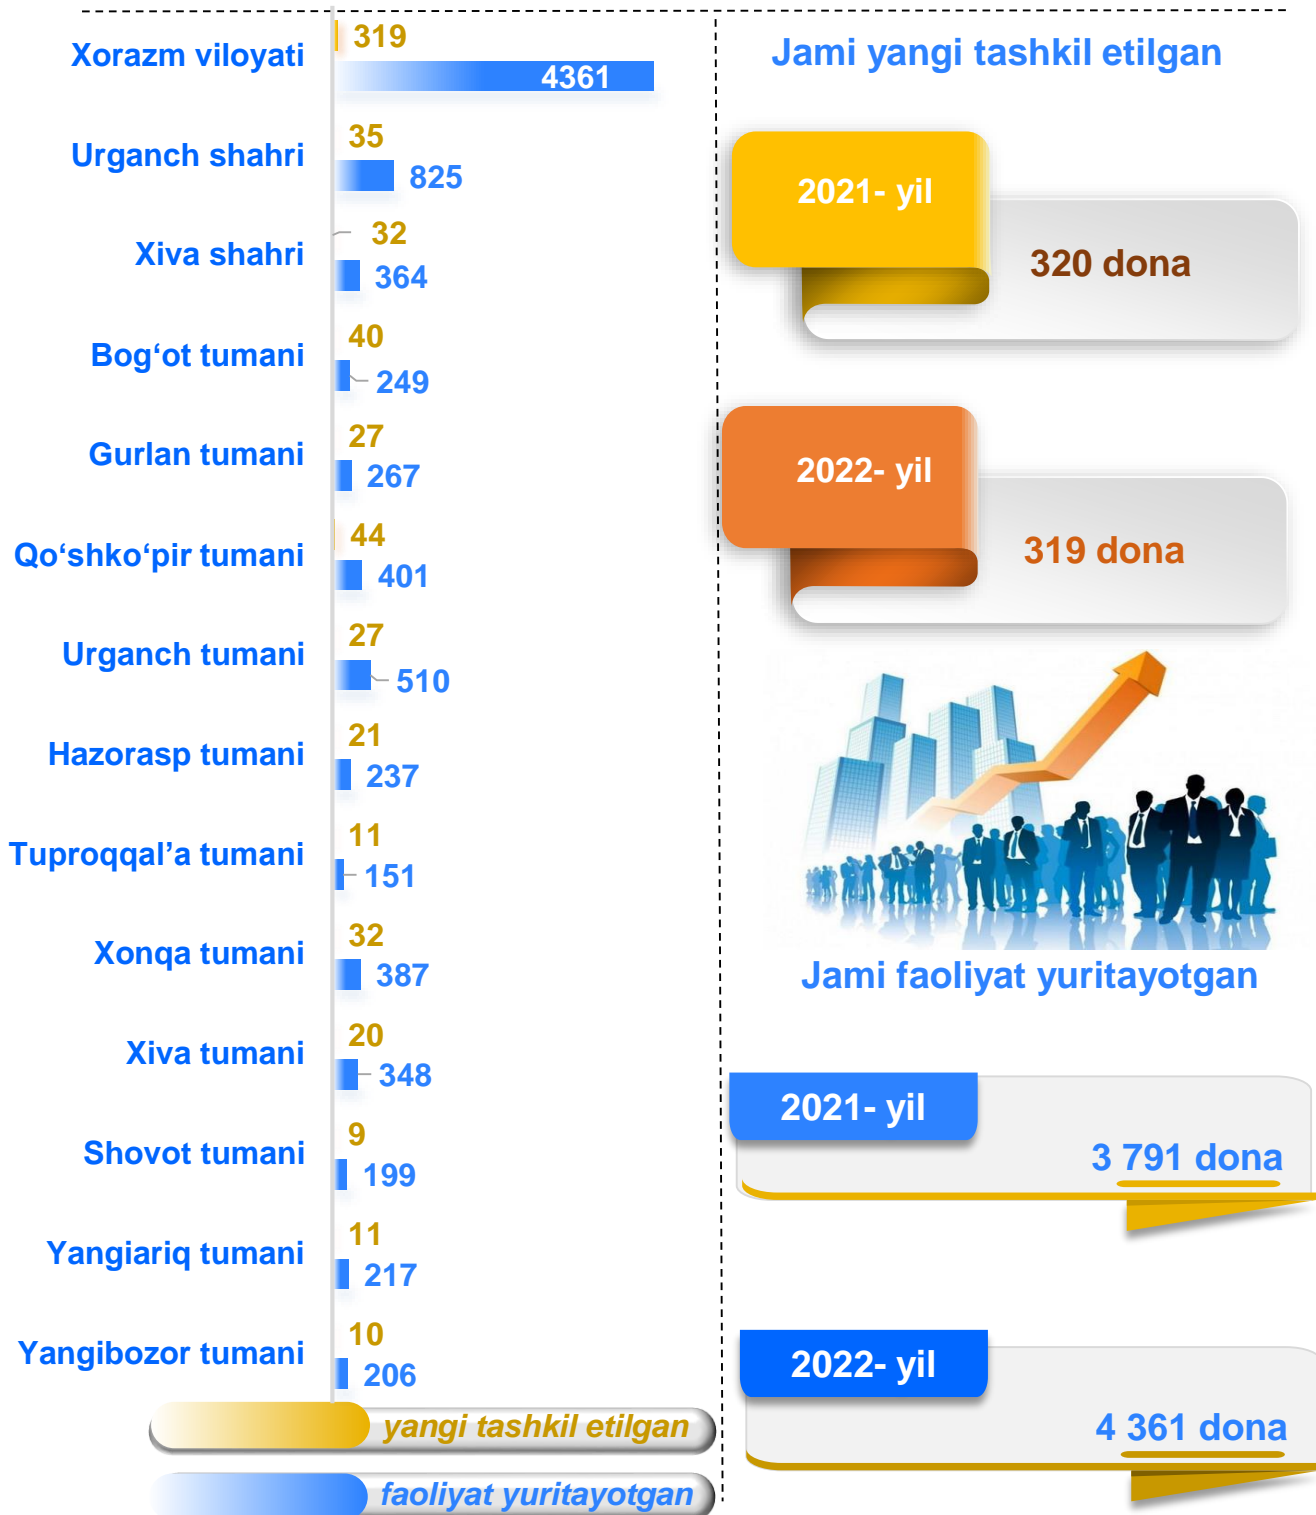 Xorazm viloyati
319
4361
Urganch shahri
35
825
Xiva shahri
32
364
Bog‘ot tumani
40
249
Gurlan tumani
27
267
Qo‘shko‘pir tumani
44
401
Urganch tumani
27
510
Hazorasp tumani
21
237
Tuproqqal’a tumani
11
151
Xonqa tumani
32
387
Xiva tumani
20
348
Shovot tumani
9
199
Yangiariq tumani
11
217
Yangibozor tumani
10
206
yangi tashkil etilgan
faoliyat yuritayotgan
Jami yangi tashkil etilgan
2021- yil
320 dona
2022- yil
319 dona
Jami faoliyat yuritayotgan
2021- yil
3 791 dona
2022- yil
4 361 dona